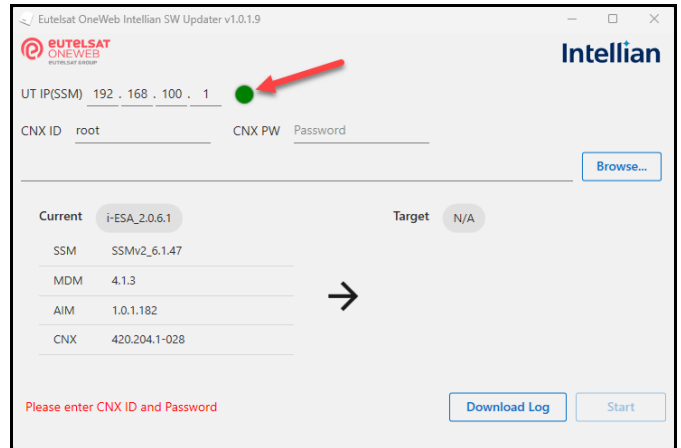 Eutelsat OneWeb Intellian SW Updater v1.0.1.9
eutelsat
ONEWEB
EUTELSAT GROUP
Intellian
UT IP(SSM) 192 . 168 . 100 . 1
CNX ID root CNX PW Password
Browse...
Current i-ESA_2.0.6.1 Target N/A
SSM SSMv2_6.1.47
MDM 4.1.3
AIM 1.0.1.182
CNX 420.204.1-028
Please enter CNX ID and Password Download Log Start